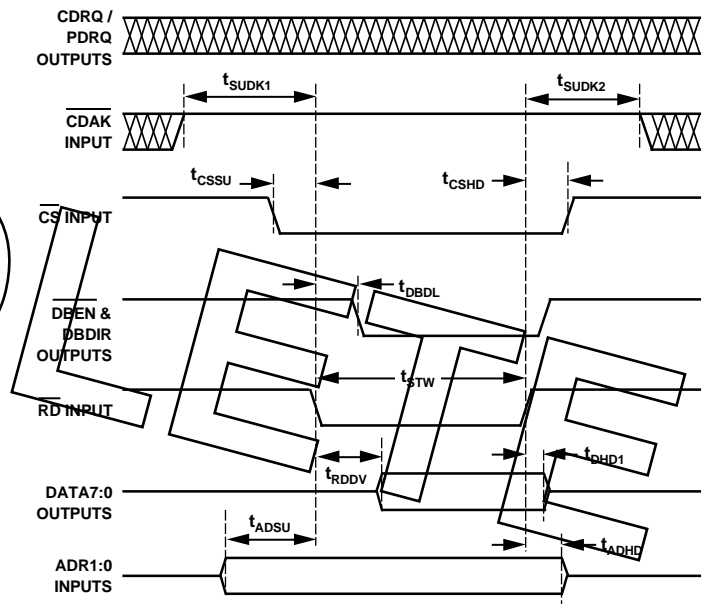 CDRQ /
PDRQ
OUTPUTS
tSUDK1
tSUDK2
CDAK
INPUT
tCSSU
tCSHD
CS INPUT
tDBDL
DBEN &
DBDIR
OUTPUTS
tSTW
RD INPUT
tDHD1
tRDDV
DATA7:0
OUTPUTS
tADSU
tADHD
ADR1:0
INPUTS
LETE